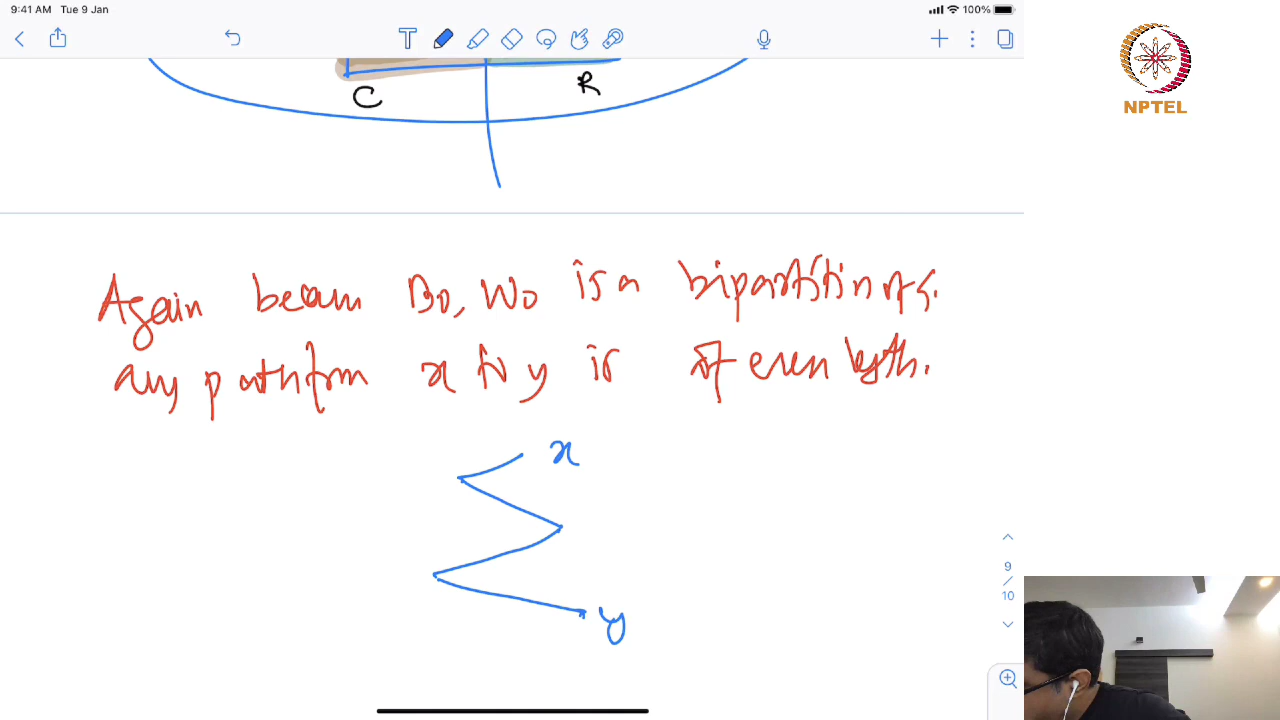 9:41 AM Tue 9 Jan
100%
NPTEL
C
R
Again because B0, W0 is a bipartition of G.
any path from x to y is of even length.
x
y
9
/
10